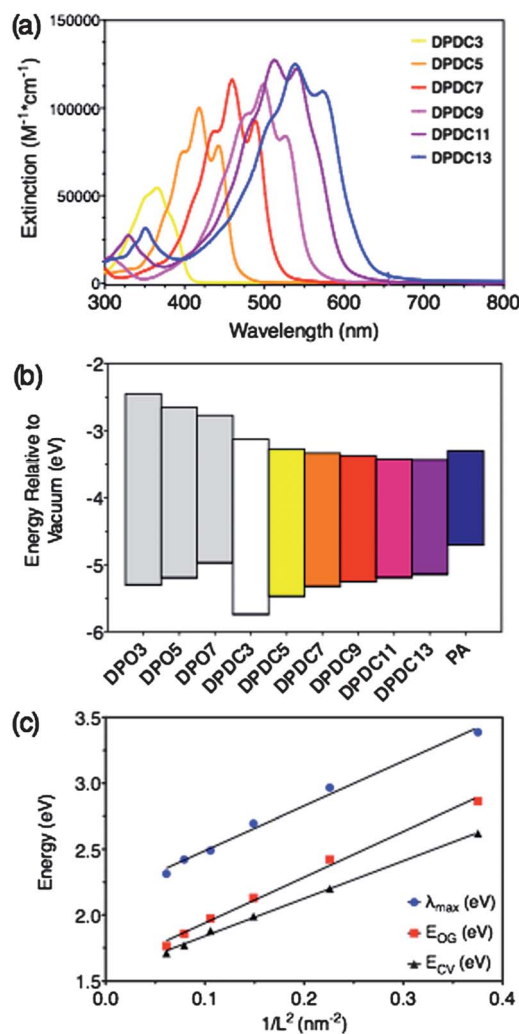 (a)
150000
100000
50000
0
Extinction (M⁻¹*cm⁻¹)
DPDC3
DPDC5
DPDC7
DPDC9
DPDC11
DPDC13
300 400 500 600 700 800
Wavelength (nm)
(b)
-2
-3
-4
-5
-6
Energy Relative to
Vacuum (eV)
DPO3 DPO5 DPO7 DPDC3 DPDC5 DPDC7 DPDC9 DPDC11 DPDC13 PA
(c)
3.5
3.0
2.5
2.0
1.5
Energy (eV)
λmax (eV)
EOG (eV)
ECV (eV)
0.0 0.1 0.2 0.3 0.4
1/L² (nm⁻²)